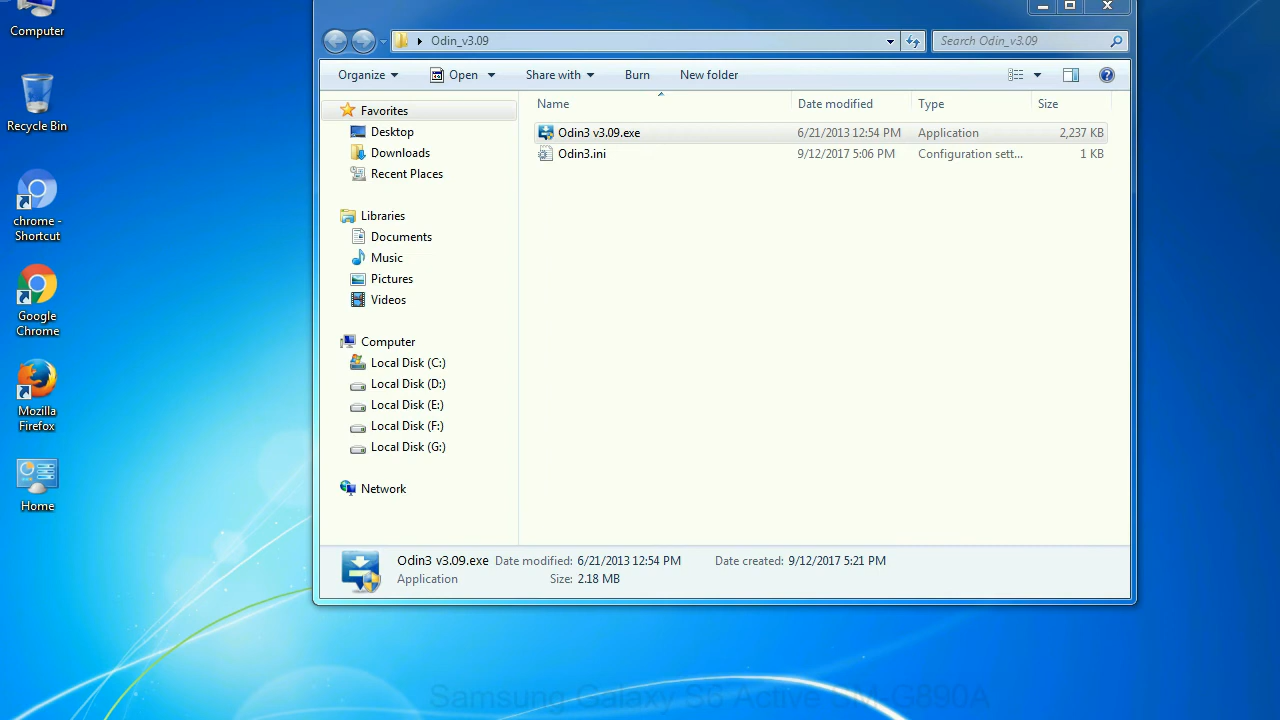 Computer
Recycle Bin
chrome -
Shortcut
Google
Chrome
Mozilla
Firefox
Home
Odin_v3.09
Search Odin_v3.09
Organize Open Share with Burn New folder
Name Date modified Type Size
Odin3 v3.09.exe 6/21/2013 12:54 PM Application 2,237 KB
Odin3.ini 9/12/2017 5:06 PM Configuration sett... 1 KB
Favorites
Desktop
Downloads
Recent Places
Libraries
Documents
Music
Pictures
Videos
Computer
Local Disk (C:)
Local Disk (D:)
Local Disk (E:)
Local Disk (F:)
Local Disk (G:)
Network
Odin3 v3.09.exe Date modified: 6/21/2013 12:54 PM Date created: 9/12/2017 5:21 PM
Application Size: 2.18 MB
Samsung Galaxy S6 Active SM-G890A